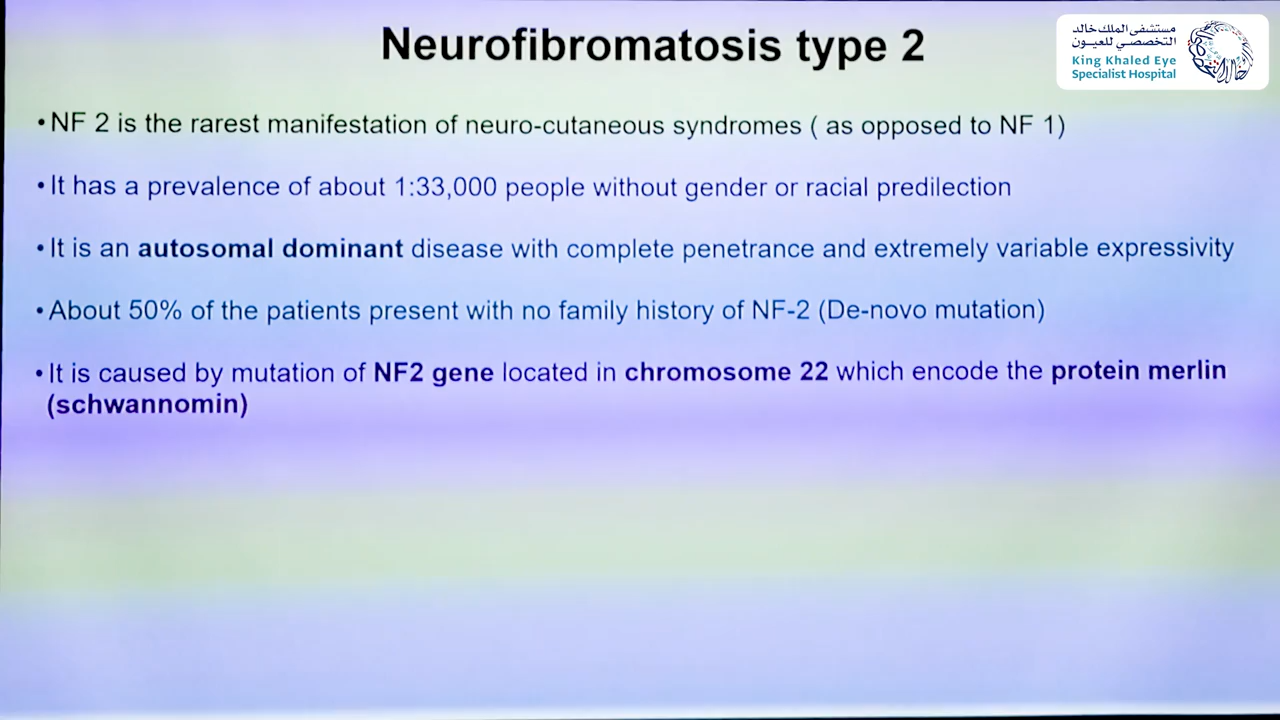 Neurofibromatosis type 2
مستشفى الملك خالد
التخصصي للعيون
King Khaled Eye
Specialist Hospital
•NF 2 is the rarest manifestation of neuro-cutaneous syndromes ( as opposed to NF 1)
•It has a prevalence of about 1:33,000 people without gender or racial predilection
•It is an autosomal dominant disease with complete penetrance and extremely variable expressivity
•About 50% of the patients present with no family history of NF-2 (De-novo mutation)
•It is caused by mutation of NF2 gene located in chromosome 22 which encode the protein merlin
(schwannomin)